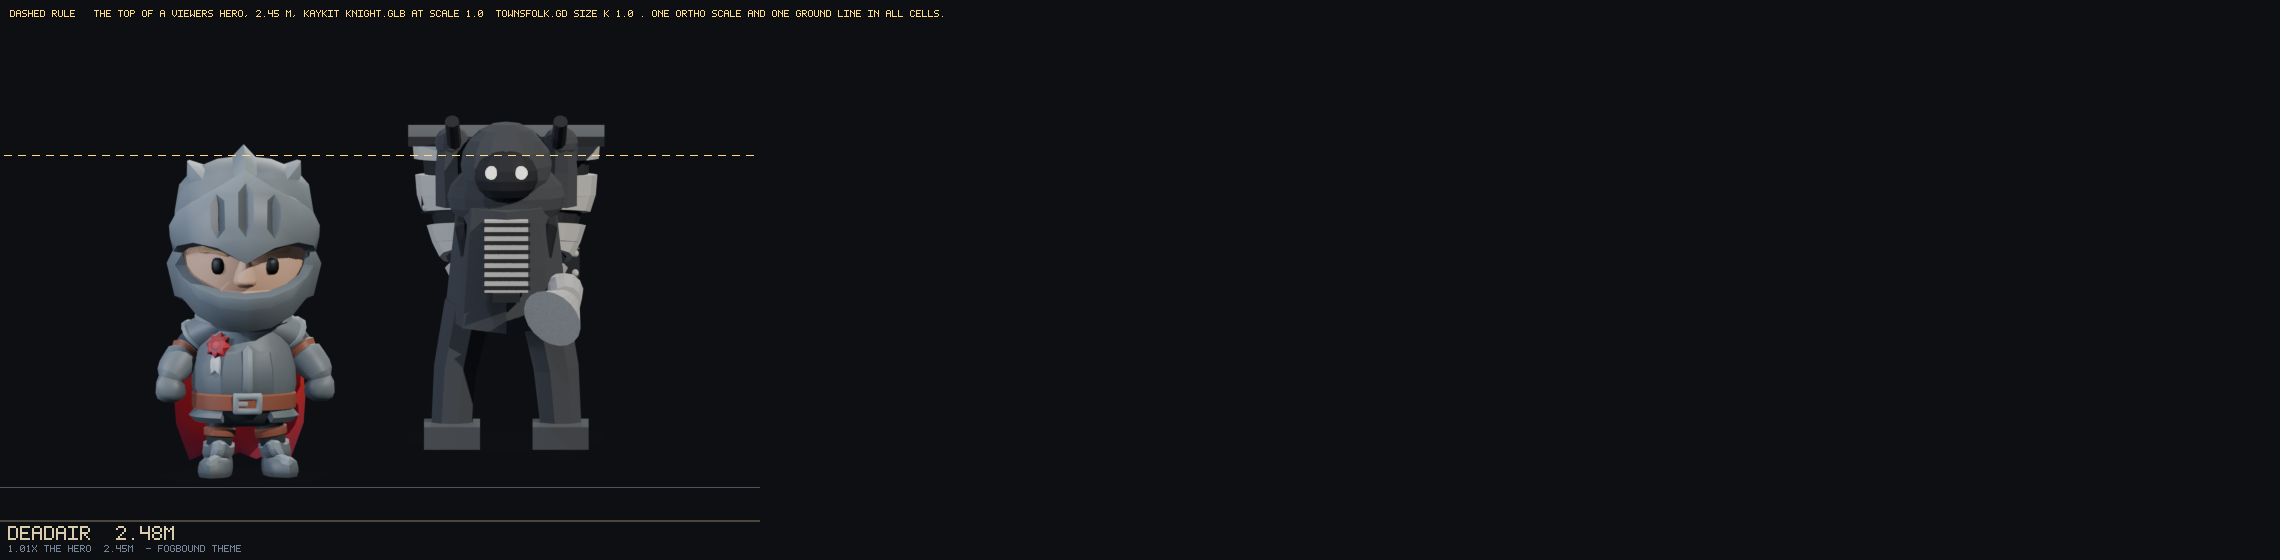 DASHED RULE   THE TOP OF A VIEWERS HERO, 2.45 M, KAYKIT KNIGHT.GLB AT SCALE 1.0  TOWNSFOLK.GD SIZE K 1.0 . ONE ORTHO SCALE AND ONE GROUND LINE IN ALL CELLS.
DEADAIR  2.48M
1.01X THE HERO  2.45M  - FOGBOUND THEME